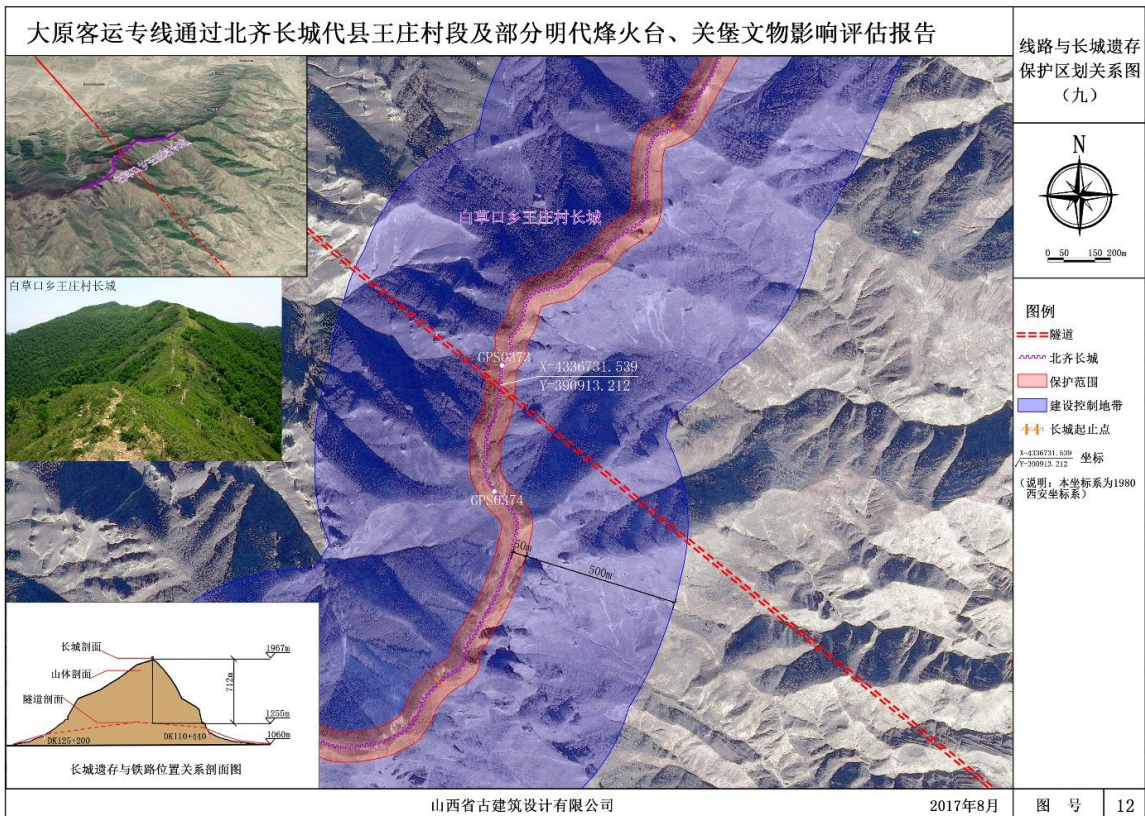 大原客运专线通过北齐长城代县王庄村段及部分明代烽火台、关堡文物影响评估报告
线路与长城遗存
保护区划关系图
（九）
N
0 50 150 200m
白草口乡王庄村长城
白草口乡王庄村长城
GPS0373
X-4336731.539
Y-390913.212
GPS0374
50m
500m
图例
隧道
北齐长城
保护范围
建设控制地带
长城起止点
X-4336731.539
Y-390913.212
坐标
（说明：本坐标系为1980
西安坐标系）
长城剖面
山体剖面
隧道剖面
1967m
712m
1255m
1060m
DK125+200
DK110+440
长城遗存与铁路位置关系剖面图
山西省古建筑设计有限公司
2017年8月
图 号
12